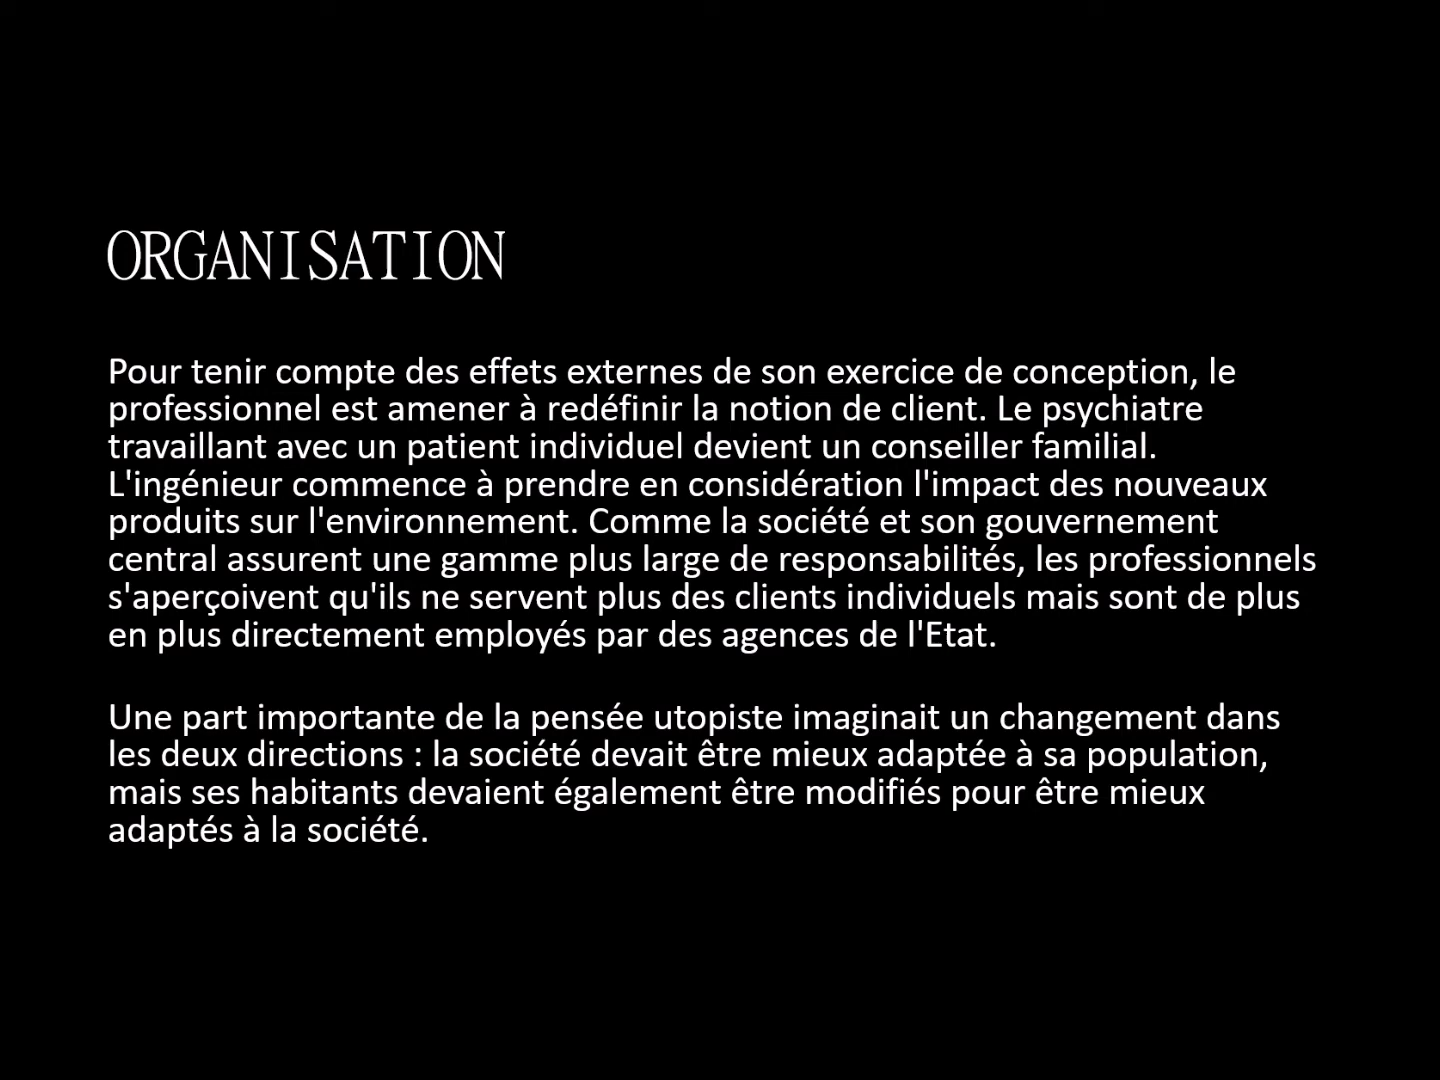 ORGANISATION
Pour tenir compte des effets externes de son exercice de conception, le
professionnel est amener à redéfinir la notion de client. Le psychiatre
travaillant avec un patient individuel devient un conseiller familial.
L'ingénieur commence à prendre en considération l'impact des nouveaux
produits sur l'environnement. Comme la société et son gouvernement
central assurent une gamme plus large de responsabilités, les professionnels
s'aperçoivent qu'ils ne servent plus des clients individuels mais sont de plus
en plus directement employés par des agences de l'Etat.
Une part importante de la pensée utopiste imaginait un changement dans
les deux directions : la société devait être mieux adaptée à sa population,
mais ses habitants devaient également être modifiés pour être mieux
adaptés à la société.